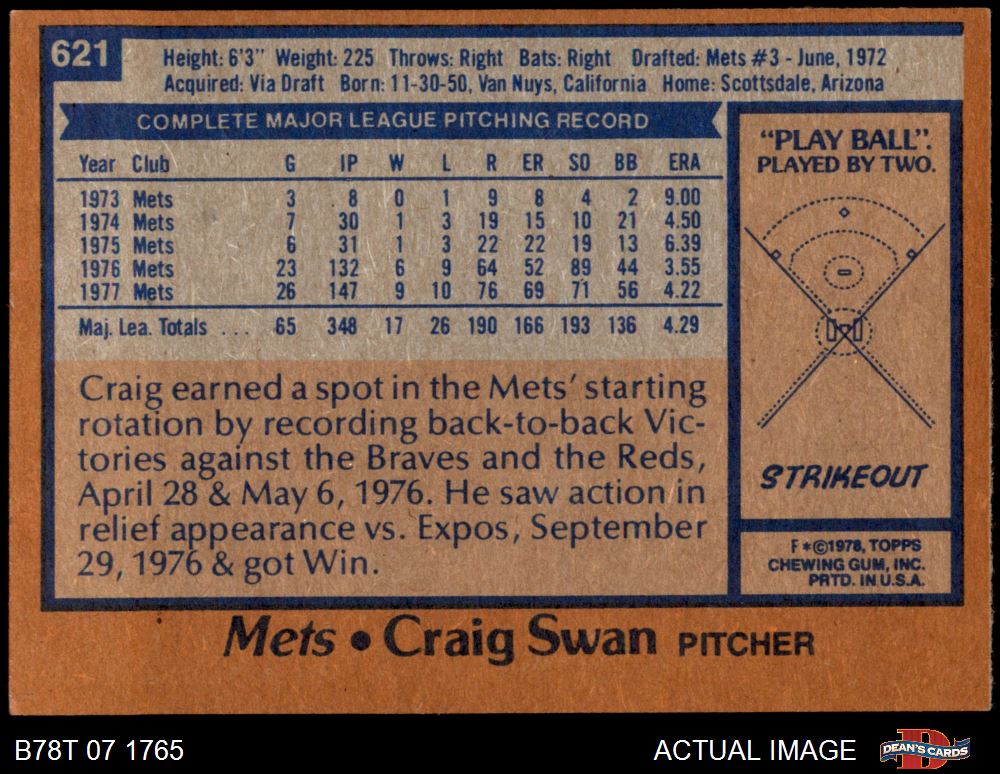 621
Height: 6'3" Weight: 225 Throws: Right Bats: Right Drafted: Mets #3 - June, 1972
Acquired: Via Draft Born: 11-30-50, Van Nuys, California Home: Scottsdale, Arizona
COMPLETE MAJOR LEAGUE PITCHING RECORD
Year Club G IP W L R ER SO BB ERA
1973 Mets 3 8 0 1 9 8 4 2 9.00
1974 Mets 7 30 1 3 19 15 10 21 4.50
1975 Mets 6 31 1 3 22 22 19 13 6.39
1976 Mets 23 132 6 9 64 52 89 44 3.55
1977 Mets 26 147 9 10 76 69 71 56 4.22
Maj. Lea. Totals ... 65 348 17 26 190 166 193 136 4.29
Craig earned a spot in the Mets' starting
rotation by recording back-to-back Vic-
tories against the Braves and the Reds,
April 28 & May 6, 1976. He saw action in
relief appearance vs. Expos, September
29, 1976 & got Win.
"PLAY BALL".
PLAYED BY TWO.
STRIKEOUT
F*©1978, TOPPS
CHEWING GUM, INC.
PRTD. IN U.S.A.
Mets • Craig Swan PITCHER
B78T 07 1765
ACTUAL IMAGE
DEAN'S CARDS